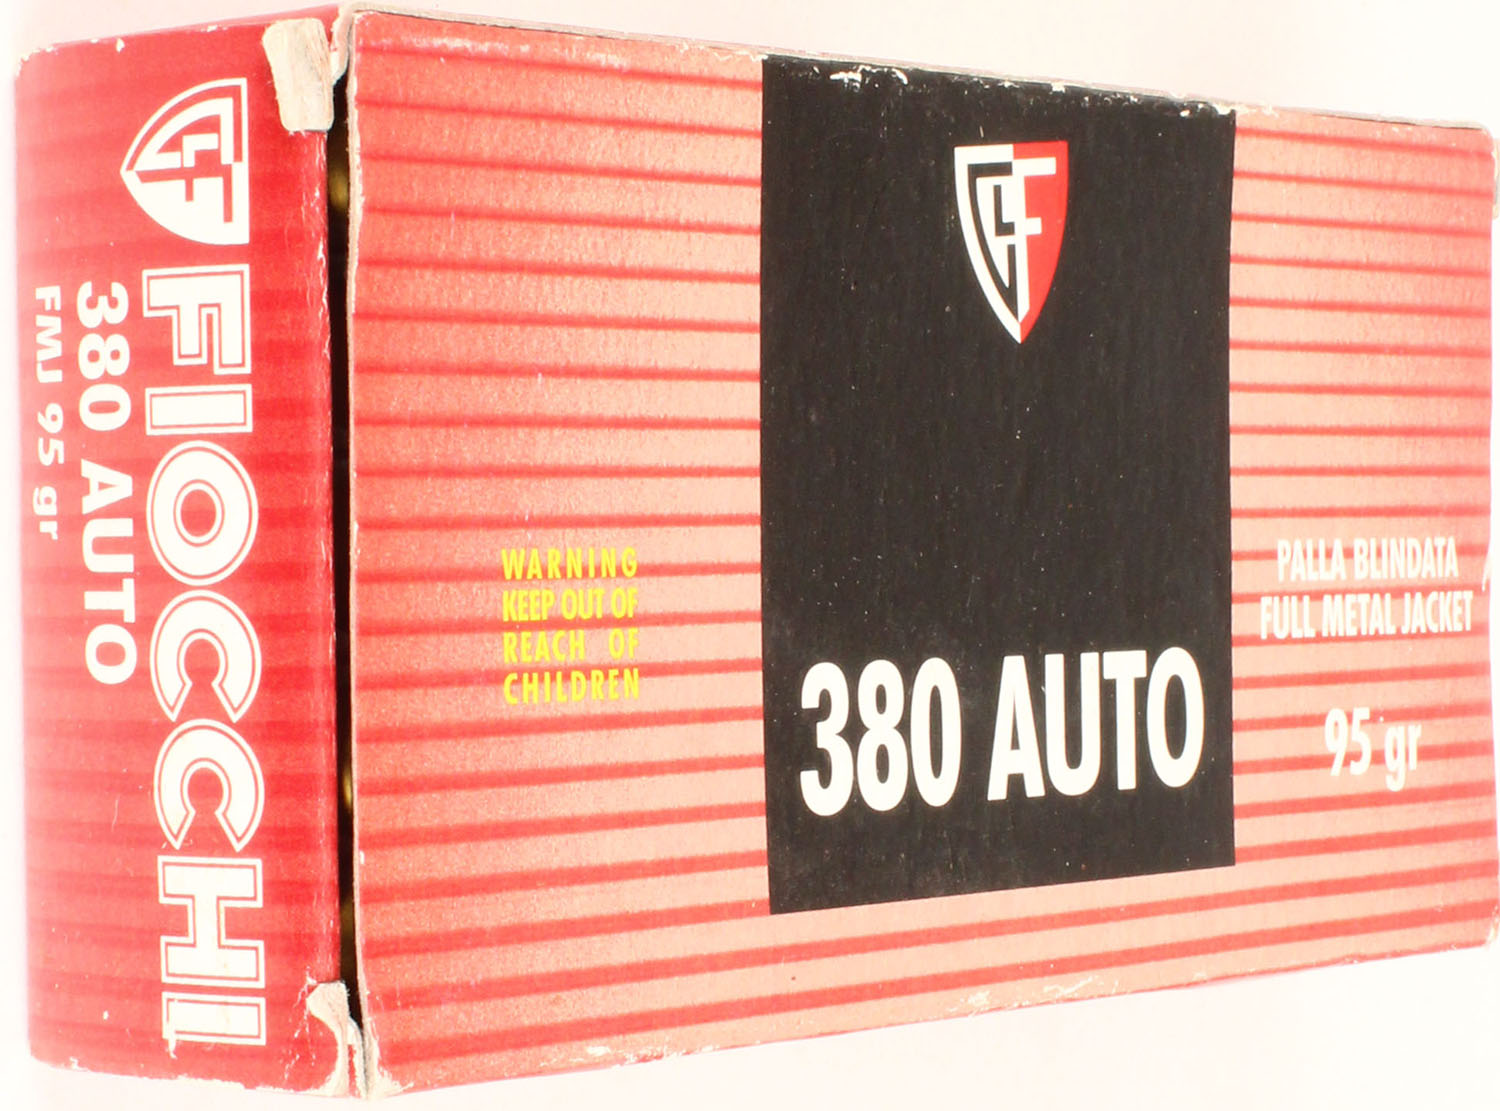 FIOCCHI
380 AUTO
FMJ 95 gr
WARNING
KEEP OUT OF
REACH OF
CHILDREN
GFL
380 AUTO
PALLA BLINDATA
FULL METAL JACKET
95 gr